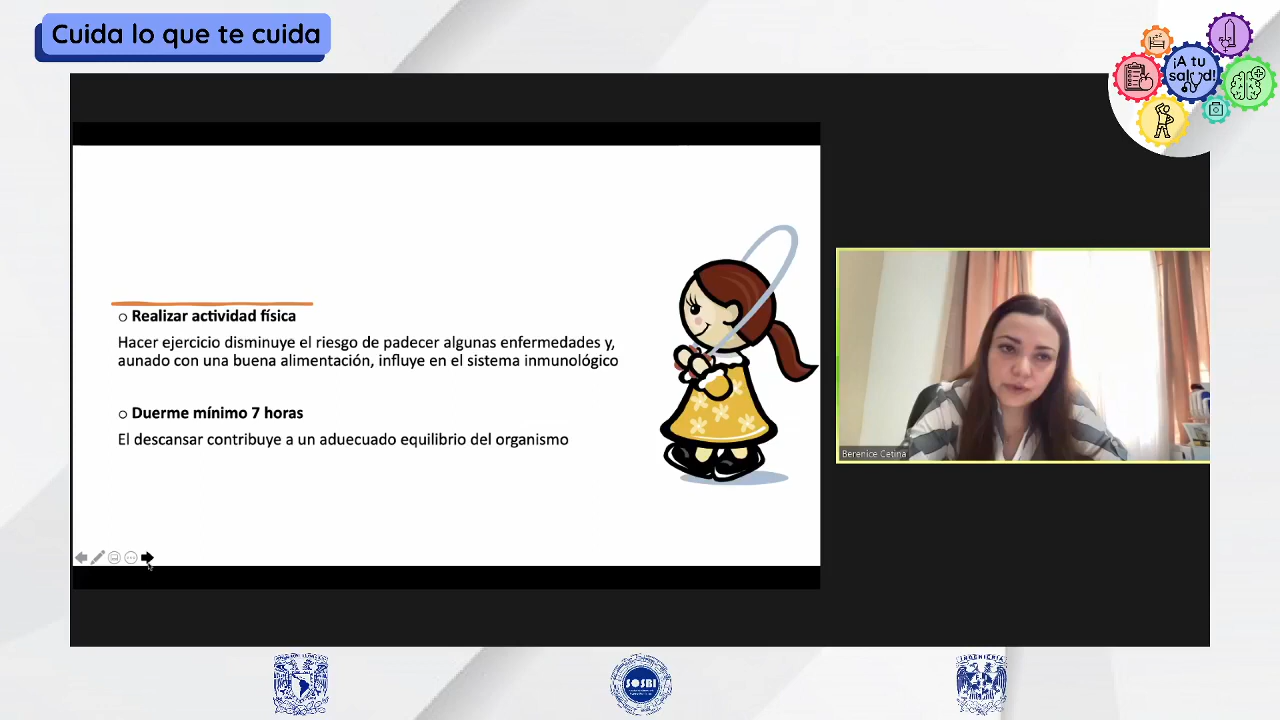 Cuida lo que te cuida
¡A tu
salud!
○ Realizar actividad física
Hacer ejercicio disminuye el riesgo de padecer algunas enfermedades y,
aunado con una buena alimentación, influye en el sistema inmunológico
○ Duerme mínimo 7 horas
El descansar contribuye a un aduecuado equilibrio del organismo
Berenice Cetina
SOSBI